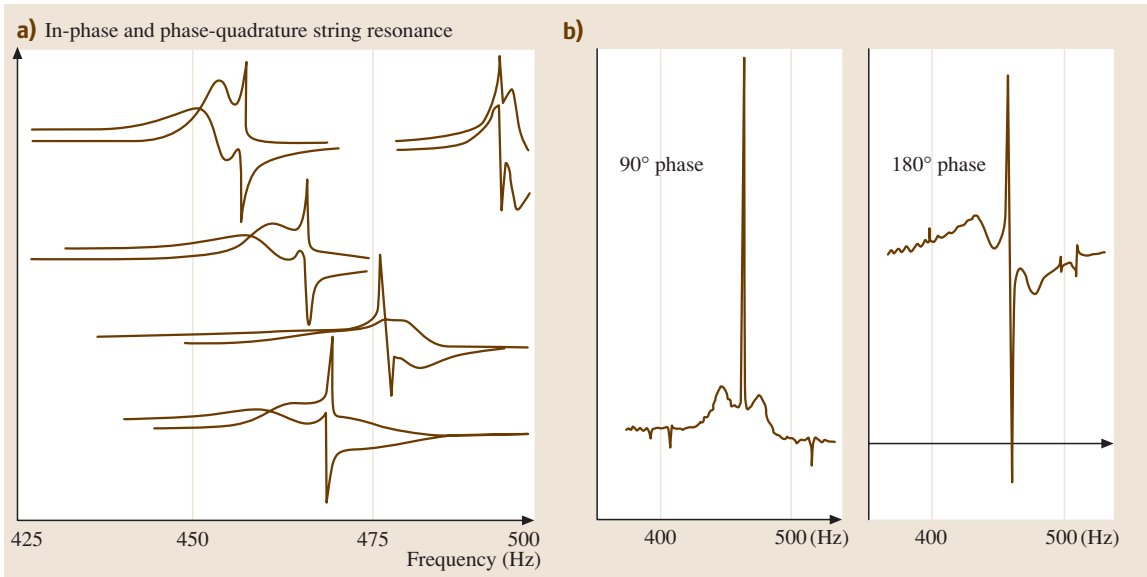 a) In-phase and phase-quadrature string resonance
425 450 475 500
Frequency (Hz)
b)
90° phase
400 500 (Hz)
180° phase
400 500 (Hz)